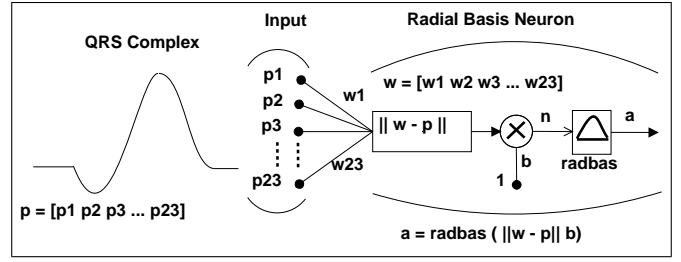 Input
Radial Basis Neuron
QRS Complex
p1
p2
p3
p23
w1
w23
w = [w1 w2 w3 ... w23]
|| w - p ||
n
a
b
1
radbas
p = [p1 p2 p3 ... p23]
a = radbas ( ||w - p|| b)